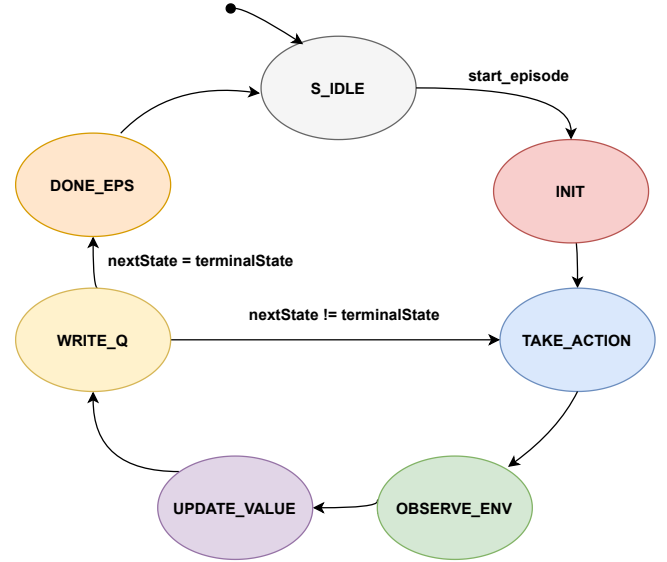 S_IDLE
start_episode
DONE_EPS
INIT
nextState = terminalState
nextState != terminalState
WRITE_Q
TAKE_ACTION
UPDATE_VALUE
OBSERVE_ENV